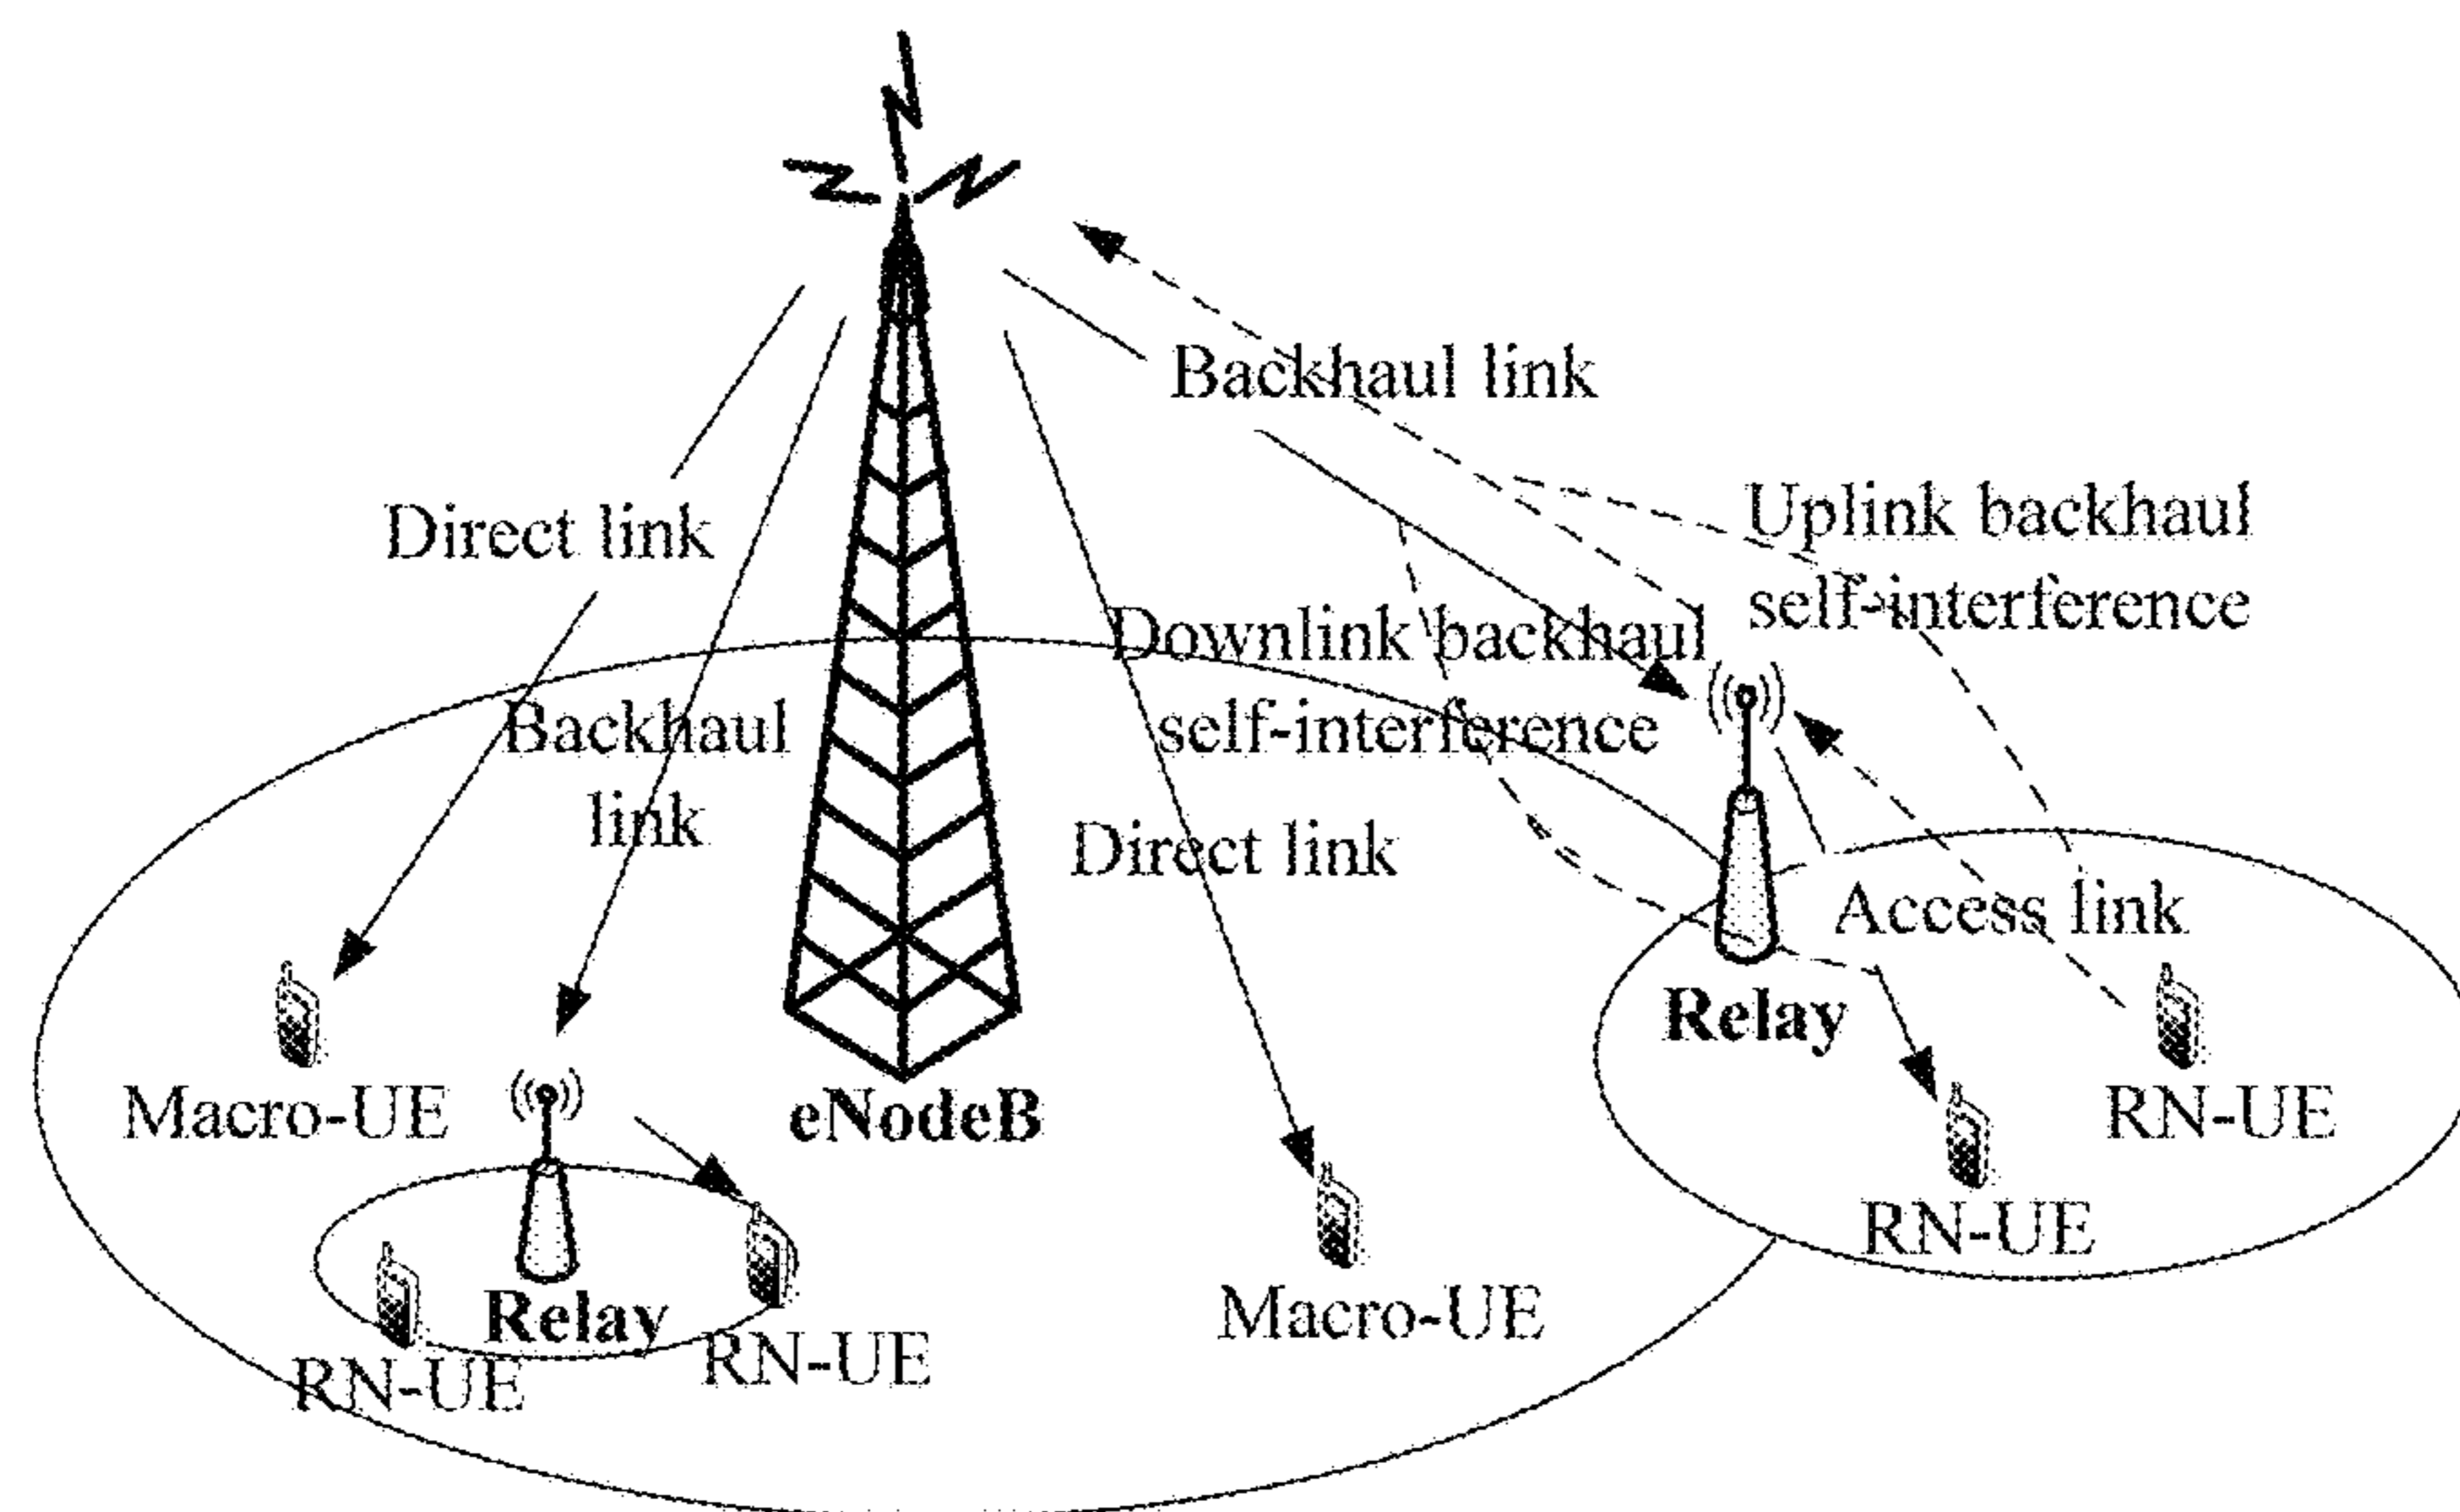 Backhaul link
Direct link
Uplink backhaul
self-interference
Downlink backhaul
self-interference
Backhaul
link
Direct link
Access link
Relay
Macro-UE
eNodeB
RN-UE
RN-UE
Relay
RN-UE
RN-UE
Macro-UE